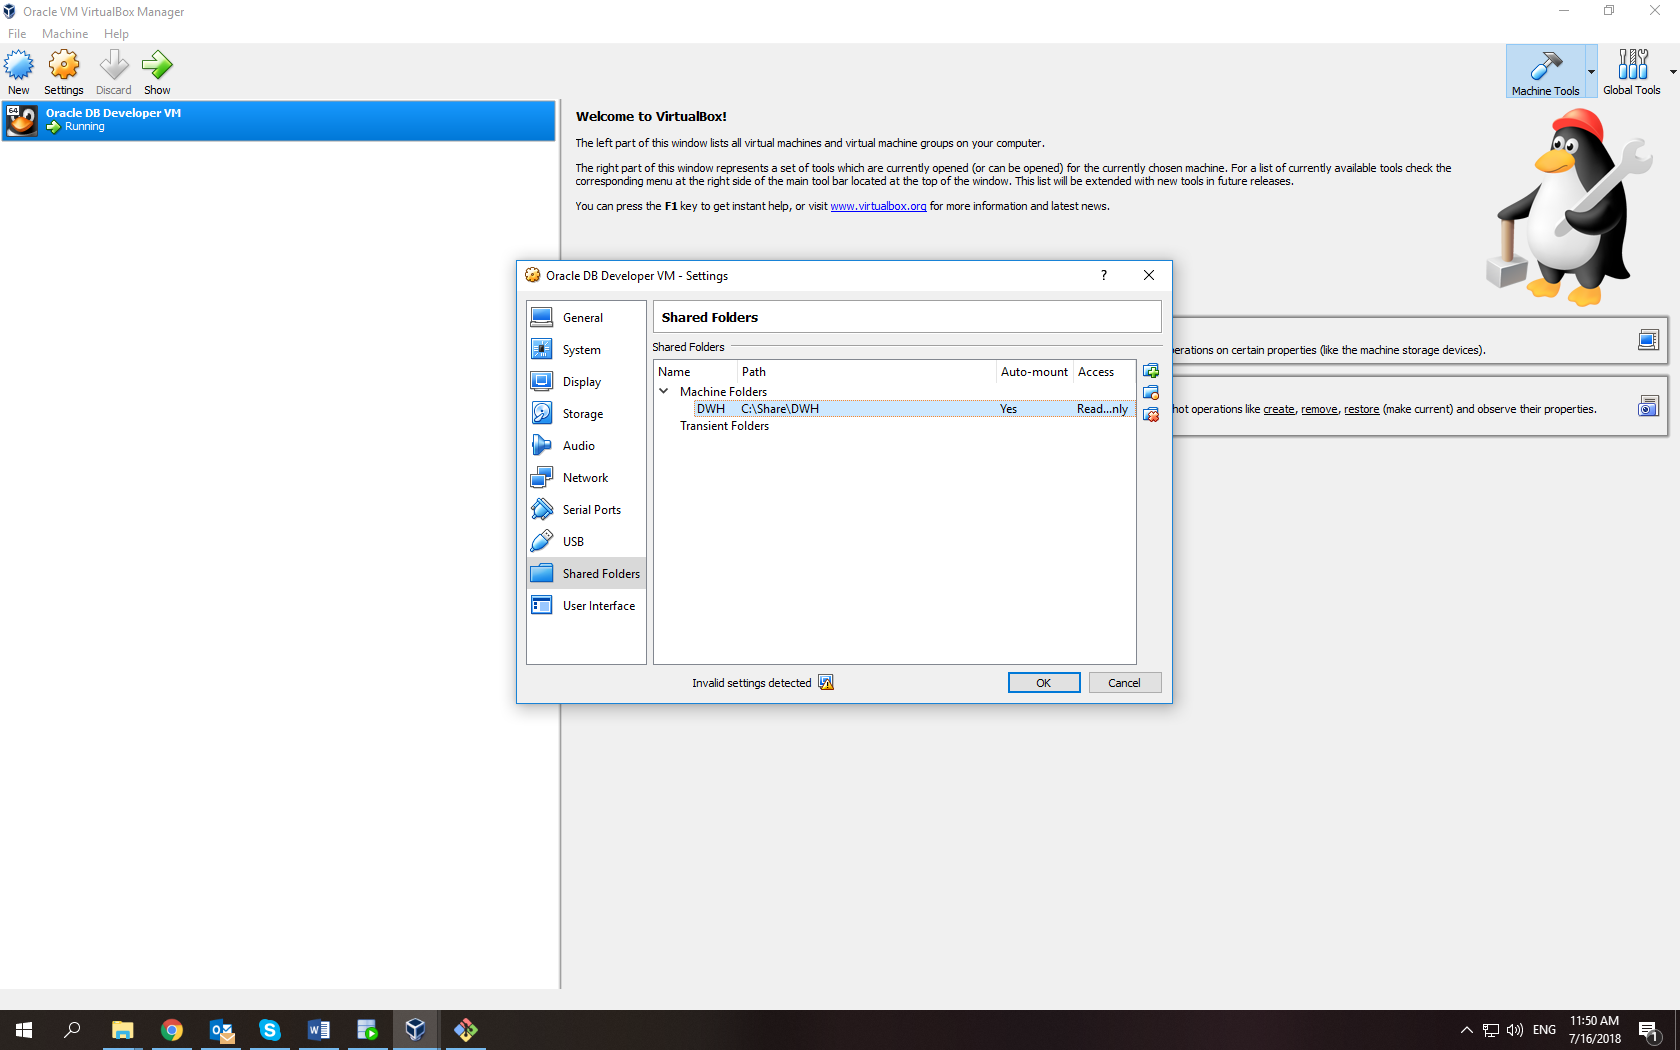 Oracle VM VirtualBox Manager
File Machine Help
New Settings Discard Show
Machine Tools Global Tools
64
Oracle DB Developer VM
Running
Welcome to VirtualBox!
The left part of this window lists all virtual machines and virtual machine groups on your computer.
The right part of this window represents a set of tools which are currently opened (or can be opened) for the currently chosen machine. For a list of currently available tools check the
corresponding menu at the right side of the main tool bar located at the top of the window. This list will be extended with new tools in future releases.
You can press the F1 key to get instant help, or visit www.virtualbox.org for more information and latest news.
erations on certain properties (like the machine storage devices).
hot operations like create, remove, restore (make current) and observe their properties.
Oracle DB Developer VM - Settings
?
General
System
Display
Storage
Audio
Network
Serial Ports
USB
Shared Folders
User Interface
Shared Folders
Shared Folders
Name Path Auto-mount Access
Machine Folders
DWH C:\Share\DWH Yes Read...nly
Transient Folders
Invalid settings detected
OK Cancel
ENG
11:50 AM
7/16/2018
1